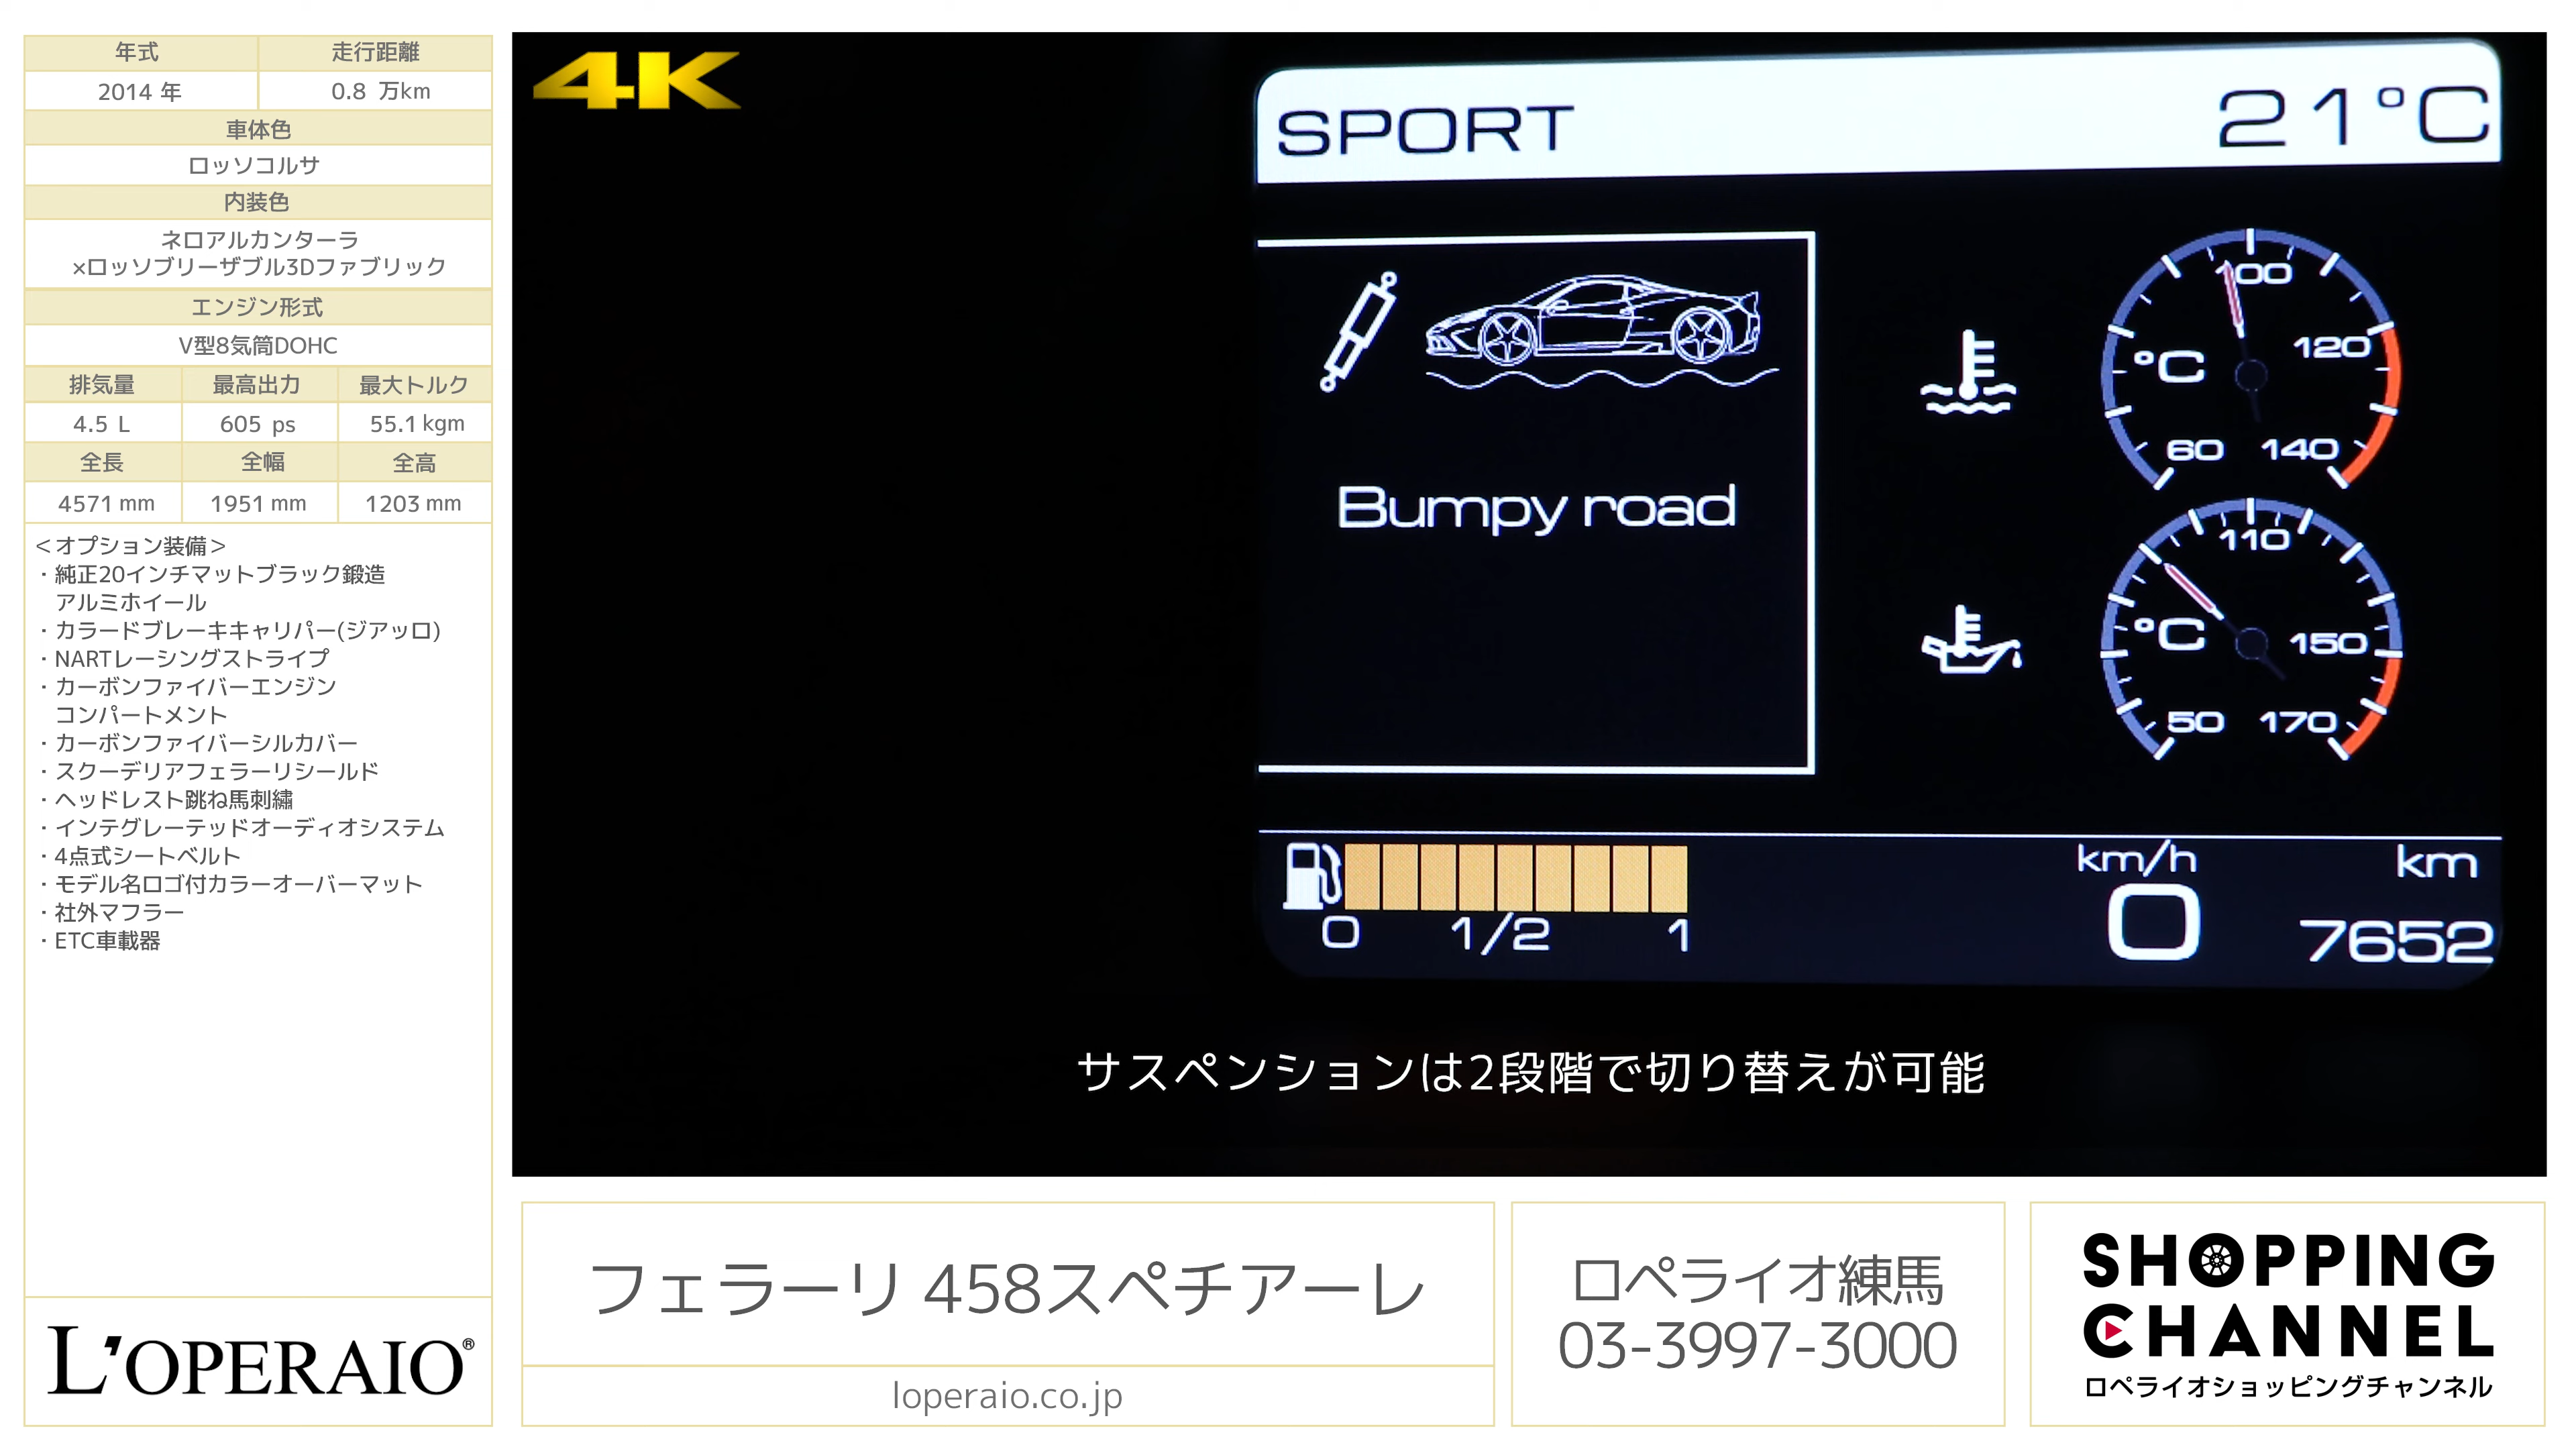 年式 走行距離
2014 年 0.8 万km
車体色
ロッソコルサ
内装色
ネロアルカンターラ
×ロッソブリーザブル3Dファブリック
エンジン形式
V型8気筒DOHC
排気量 最高出力 最大トルク
4.5 L 605 ps 55.1 kgm
全長 全幅 全高
4571 mm 1951 mm 1203 mm
＜オプション装備＞
・純正20インチマットブラック鍛造
アルミホイール
・カラードブレーキキャリパー(ジアッロ)
・NARTレーシングストライプ
・カーボンファイバーエンジン
コンパートメント
・カーボンファイバーシルカバー
・スクーデリアフェラーリシールド
・ヘッドレスト跳ね馬刺繡
・インテグレーテッドオーディオシステム
・4点式シートベルト
・モデル名ロゴ付カラーオーバーマット
・社外マフラー
・ETC車載器
L'OPERAIO®
4K
SPORT 21°C
Bumpy road
100
120
°C
60 140
110
°C 150
50 170
0 1/2 1
km/h km
0 7652
サスペンションは2段階で切り替えが可能
フェラーリ 458スペチアーレ
loperaio.co.jp
ロペライオ練馬
03-3997-3000
SHOPPING
CHANNEL
ロペライオショッピングチャンネル